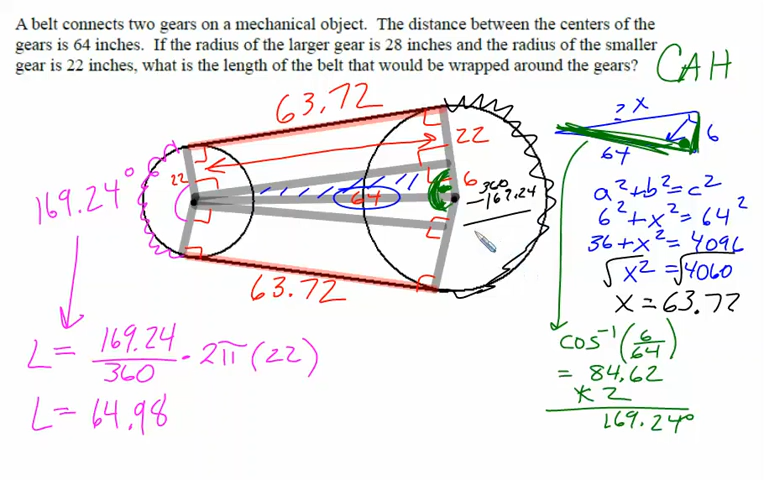 A belt connects two gears on a mechanical object. The distance between the centers of the
gears is 64 inches. If the radius of the larger gear is 28 inches and the radius of the smaller
gear is 22 inches, what is the length of the belt that would be wrapped around the gears?
CAH
63.72
22
22
6
64
360
-169.24
63.72
169.24°
L = 169.24/360 · 2π(22)
L = 64.98
? x
6
64
a²+b²=c²
6²+x²=64²
36+x²=4096
√x² = √4060
x = 63.72
cos⁻¹(6/64)
= 84.62
* 2
169.24°